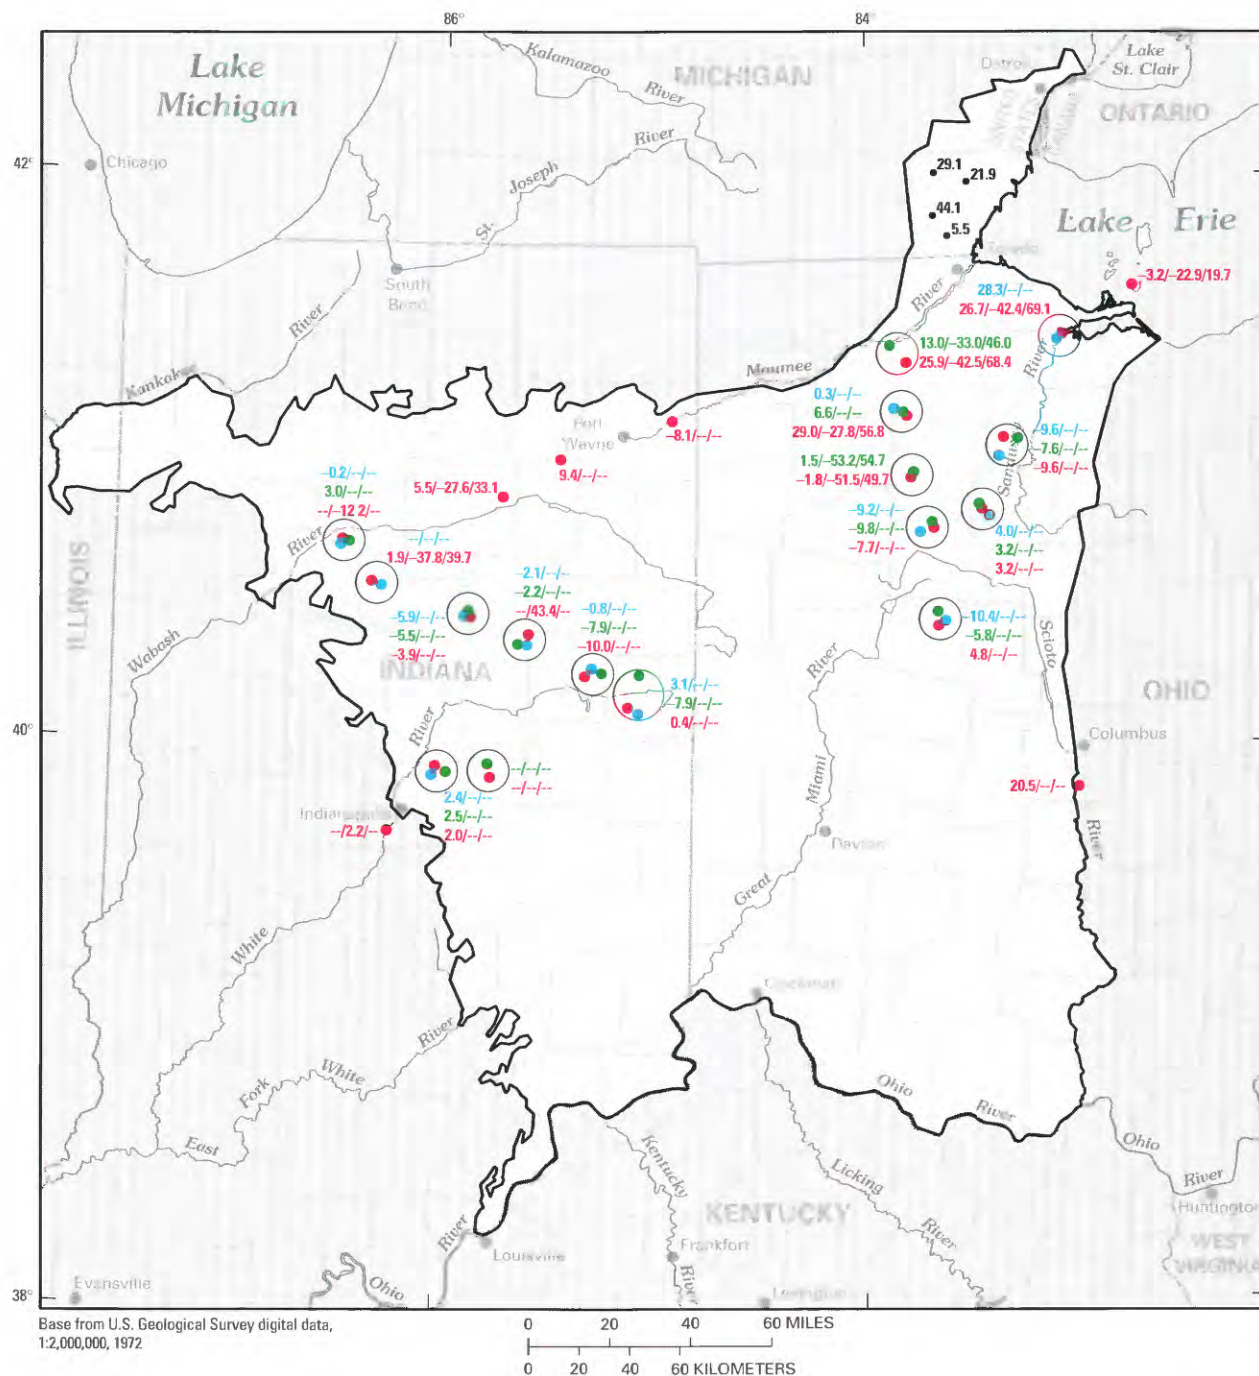 86°
84°
Lake
Michigan
Kalamazoo
River
MICHIGAN
Detroit
Lake
St. Clair
UNITED
STATES
CANADA
ONTARIO
42°
Chicago
St.
Joseph
River
29.1
21.9
44.1
5.5
Lake Erie
South
Bend
Toledo
River
–3.2/–22.9/19.7
28.3/--/--
26.7/–42.4/69.1
River
13.0/–33.0/46.0
25.9/–42.5/68.4
River
Kankakee
Maumee
0.3/--/--
6.6/--/--
29.0/–27.8/56.8
Fort
Wayne
–8.1/--/--
–9.6/--/--
–7.6/--/--
–9.6/--/--
Sandusky
9.4/--/--
1.5/–53.2/54.7
–1.8/–51.5/49.7
–0.2/--/--
3.0/--/--
--/–12.2/--
5.5/–27.6/33.1
–9.2/--/--
–9.8/--/--
–7.7/--/--
4.0/--/--
3.2/--/--
3.2/--/--
River
--/--/--
1.9/–37.8/39.7
ILLINOIS
–2.1/--/--
–2.2/--/--
--/43.4/--
–0.8/--/--
–7.9/--/--
–10.0/--/--
–5.9/--/--
–5.5/--/--
–3.9/--/--
–10.4/--/--
–5.8/--/--
4.8/--/--
Scioto
Wabash
INDIANA
River
OHIO
3.1/--/--
–7.9/--/--
0.4/--/--
40°
River
Columbus
--/--/--
--/--/--
Miami
20.5/--/--
2.4/--/--
2.5/--/--
2.0/--/--
Indianapolis
--/2.2/--
Dayton
River
Great
White
Cincinnati
River
White
Fork
East
Ohio
River
Kentucky
Licking
Ohio
River
Huntington
KENTUCKY
River
River
Louisville
Frankfort
WEST
VIRGINIA
Evansville
Ohio
River
Lexington
38°
Base from U.S. Geological Survey digital data,
1:2,000,000, 1972
0 20 40 60 MILES
0 20 40 60 KILOMETERS